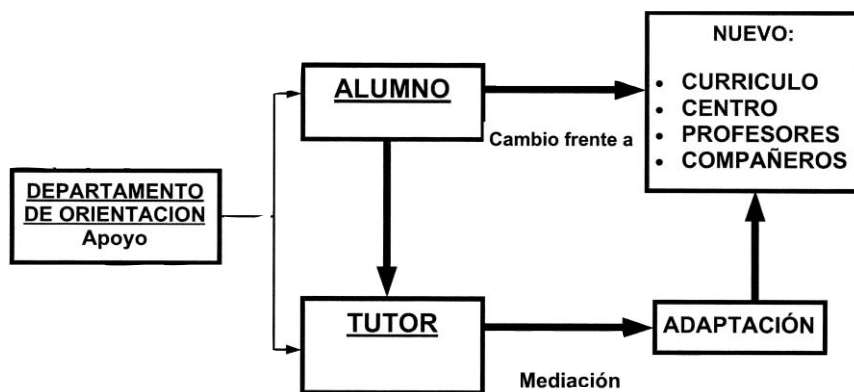 NUEVO:
• CURRICULO
• CENTRO
• PROFESORES
• COMPAÑEROS
ALUMNO
Cambio frente a
DEPARTAMENTO
DE ORIENTACION
Apoyo
TUTOR
Mediación
ADAPTACIÓN